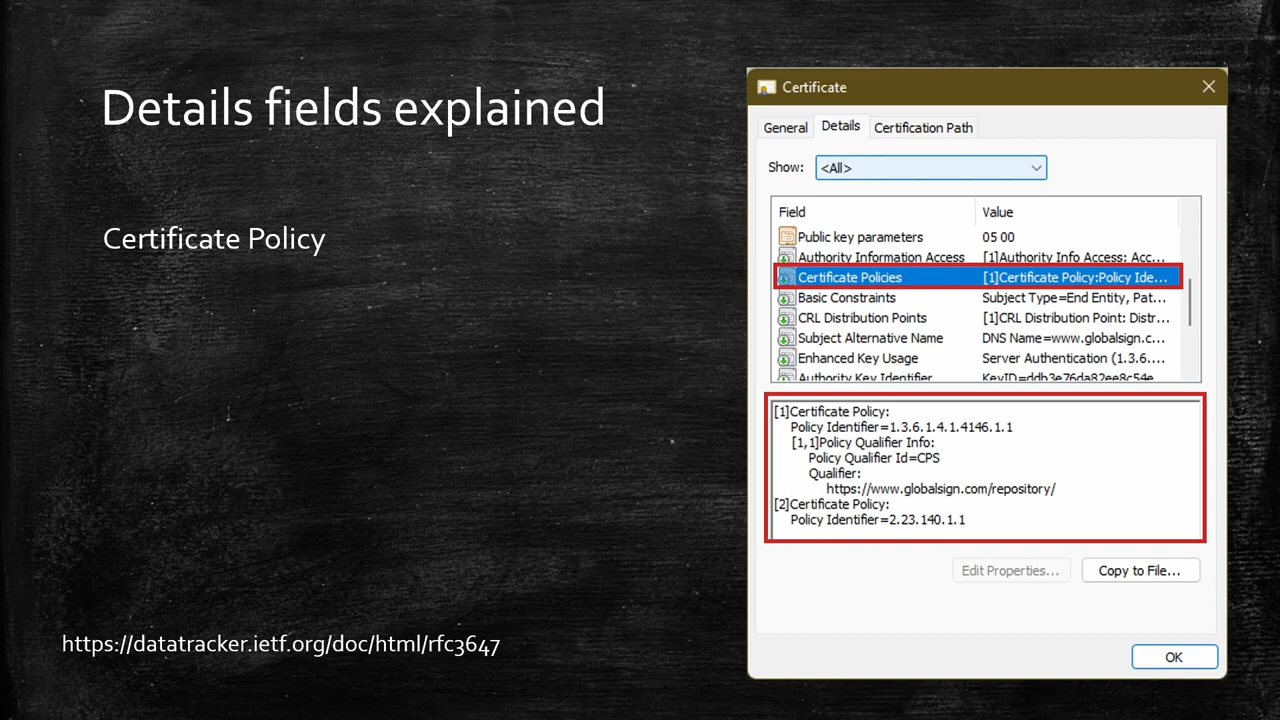 Details fields explained
Certificate Policy
https://datatracker.ietf.org/doc/html/rfc3647
Certificate
General Details Certification Path
Show: <All>
Field Value
Public key parameters 05 00
Authority Information Access [1]Authority Info Access: Acc...
Certificate Policies [1]Certificate Policy:Policy Ide...
Basic Constraints Subject Type=End Entity, Pat...
CRL Distribution Points [1]CRL Distribution Point: Distr...
Subject Alternative Name DNS Name=www.globalsign.c...
Enhanced Key Usage Server Authentication (1.3.6....
Authority Key Identifier KeyID=ddb3e76da82ee8c54e
[1]Certificate Policy:
Policy Identifier=1.3.6.1.4.1.4146.1.1
[1,1]Policy Qualifier Info:
Policy Qualifier Id=CPS
Qualifier:
https://www.globalsign.com/repository/
[2]Certificate Policy:
Policy Identifier=2.23.140.1.1
Edit Properties... Copy to File...
OK